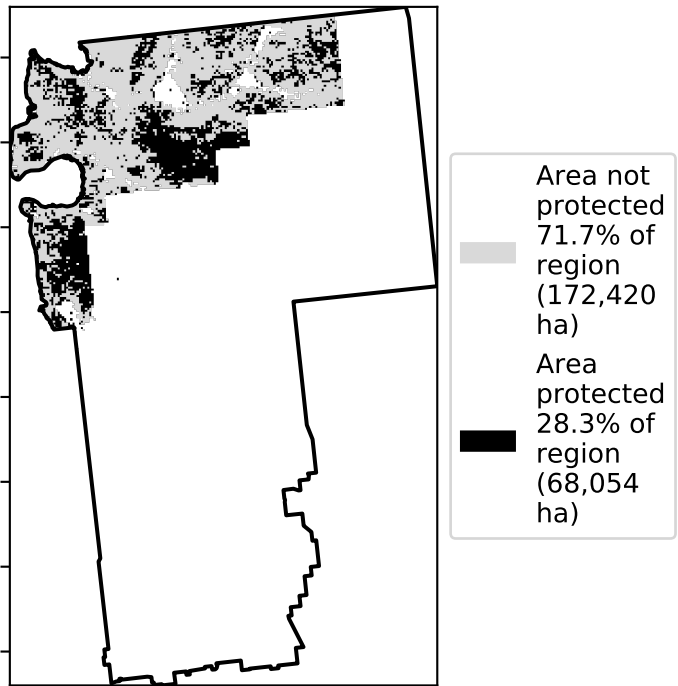 Area not
protected
71.7% of
region
(172,420
ha)
Area
protected
28.3% of
region
(68,054
ha)